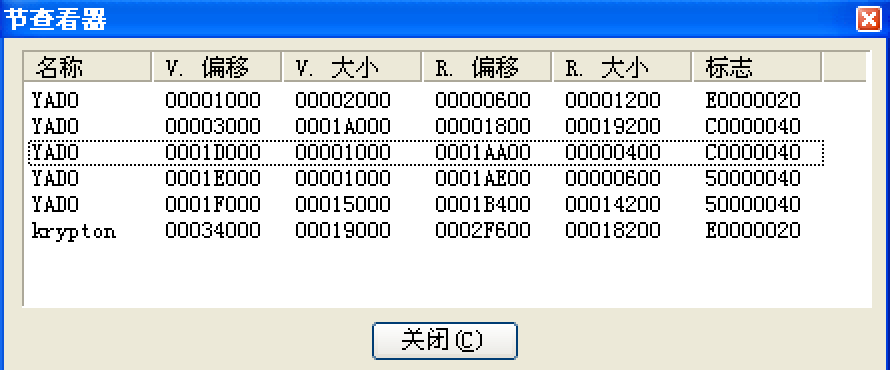 节查看器
名称 V. 偏移 V. 大小 R. 偏移 R. 大小 标志
YADO 00001000 00002000 00000600 00001200 E0000020
YADO 00003000 0001A000 00001800 00019200 C0000040
YADO 0001D000 00001000 0001AA00 00000400 C0000040
YADO 0001E000 00001000 0001AE00 00000600 50000040
YADO 0001F000 00015000 0001B400 00014200 50000040
krypton 00034000 00019000 0002F600 00018200 E0000020
关闭(C)